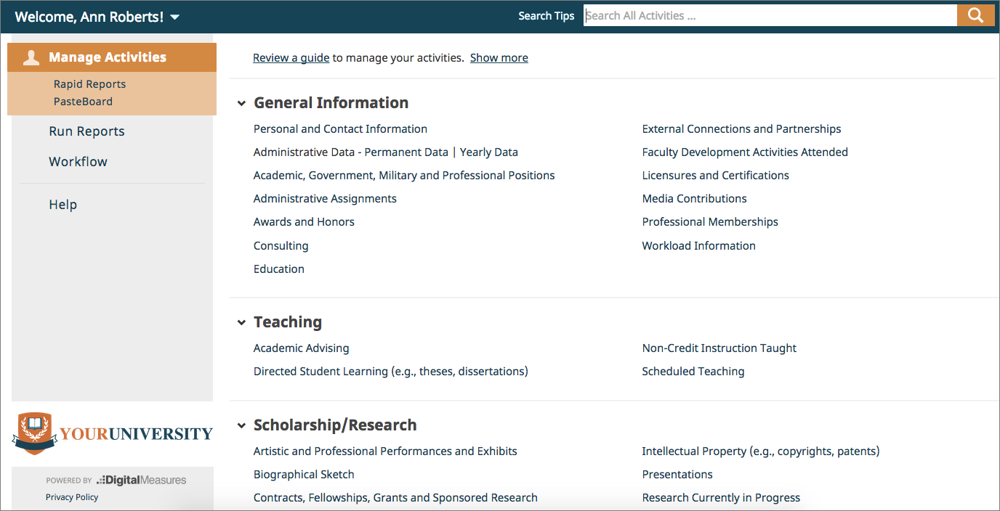 Welcome, Ann Roberts!
Search Tips
Search All Activities ...
Manage Activities
Rapid Reports
PasteBoard
Run Reports
Workflow
Help
YOURUNIVERSITY
POWERED BY DigitalMeasures
Privacy Policy
Review a guide to manage your activities. Show more
General Information
Personal and Contact Information
Administrative Data - Permanent Data | Yearly Data
Academic, Government, Military and Professional Positions
Administrative Assignments
Awards and Honors
Consulting
Education
External Connections and Partnerships
Faculty Development Activities Attended
Licensures and Certifications
Media Contributions
Professional Memberships
Workload Information
Teaching
Academic Advising
Directed Student Learning (e.g., theses, dissertations)
Non-Credit Instruction Taught
Scheduled Teaching
Scholarship/Research
Artistic and Professional Performances and Exhibits
Biographical Sketch
Contracts, Fellowships, Grants and Sponsored Research
Intellectual Property (e.g., copyrights, patents)
Presentations
Research Currently in Progress